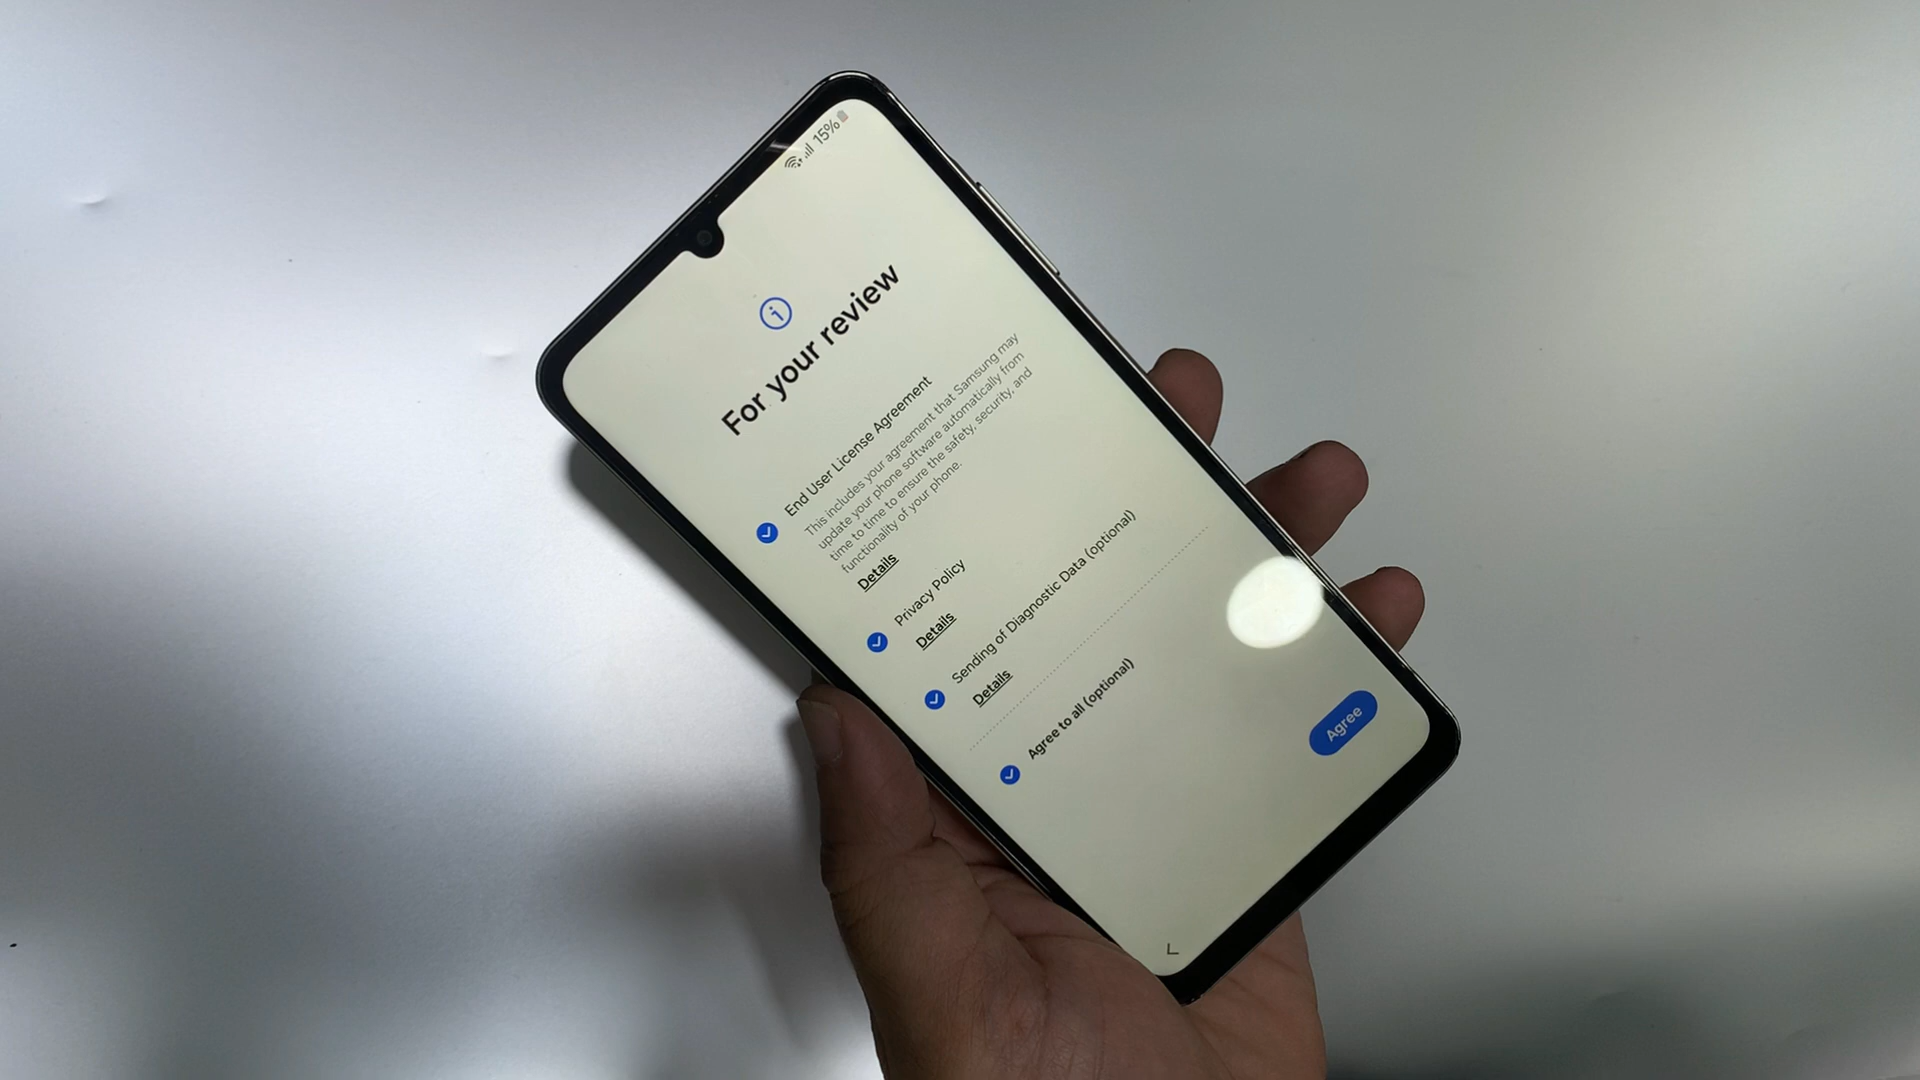 15%
For your review
End User License Agreement
This includes your agreement that Samsung may
update your phone software automatically from
time to time to ensure the safety, security, and
functionality of your phone.
Details
Privacy Policy
Details
Sending of Diagnostic Data (optional)
Details
Agree to all (optional)
Agree